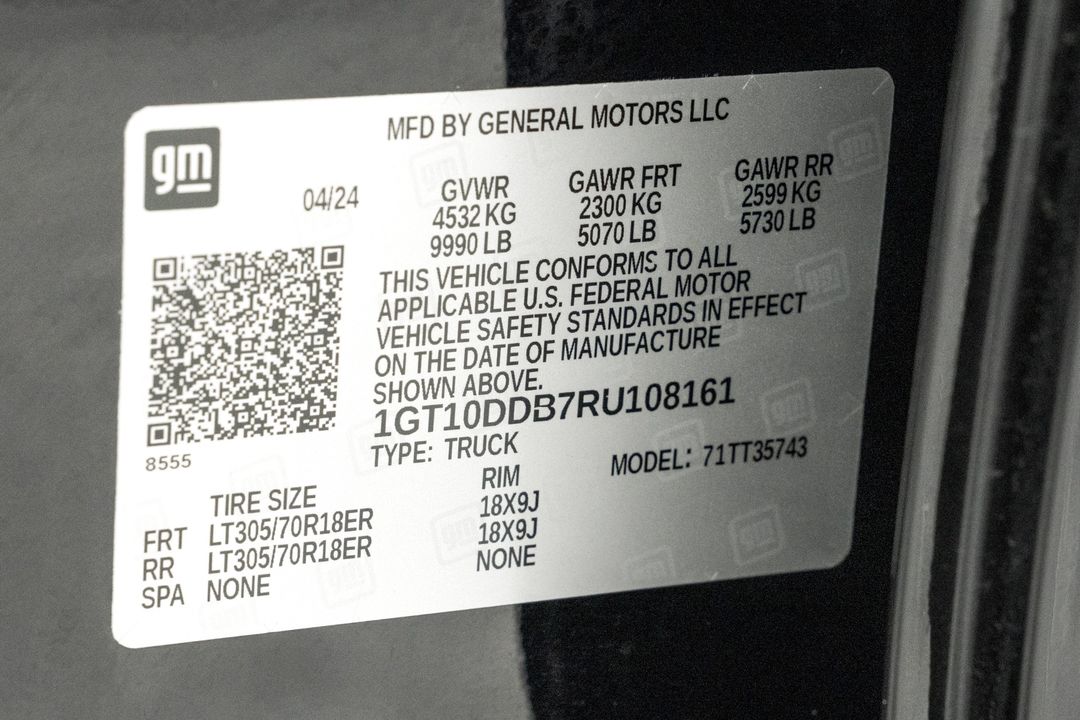 gm
MFD BY GENERAL MOTORS LLC
04/24
GVWR
4532 KG
9990 LB
GAWR FRT
2300 KG
5070 LB
GAWR RR
2599 KG
5730 LB
THIS VEHICLE CONFORMS TO ALL
APPLICABLE U.S. FEDERAL MOTOR
VEHICLE SAFETY STANDARDS IN EFFECT
ON THE DATE OF MANUFACTURE
SHOWN ABOVE.
1GT10DDB7RU108161
TYPE: TRUCK
MODEL: 71TT35743
8555
TIRE SIZE RIM
FRT LT305/70R18ER 18X9J
RR LT305/70R18ER 18X9J
SPA NONE NONE